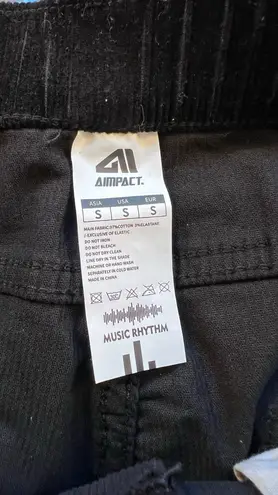 AIMPACT.
ASIA USA EUR
S S S
MAIN FABRIC:97%COTTON 3%ELASTANE
/ EXCLUSIVE OF ELASTIC
DO NOT IRON
DO NOT BLEACH
DO NOT DRY CLEAN
LINE DRY IN THE SHADE
MACHINE OR HAND WASH
SEPARATELY IN COLD WATER
MADE IN CHINA
MUSIC RHYTHM